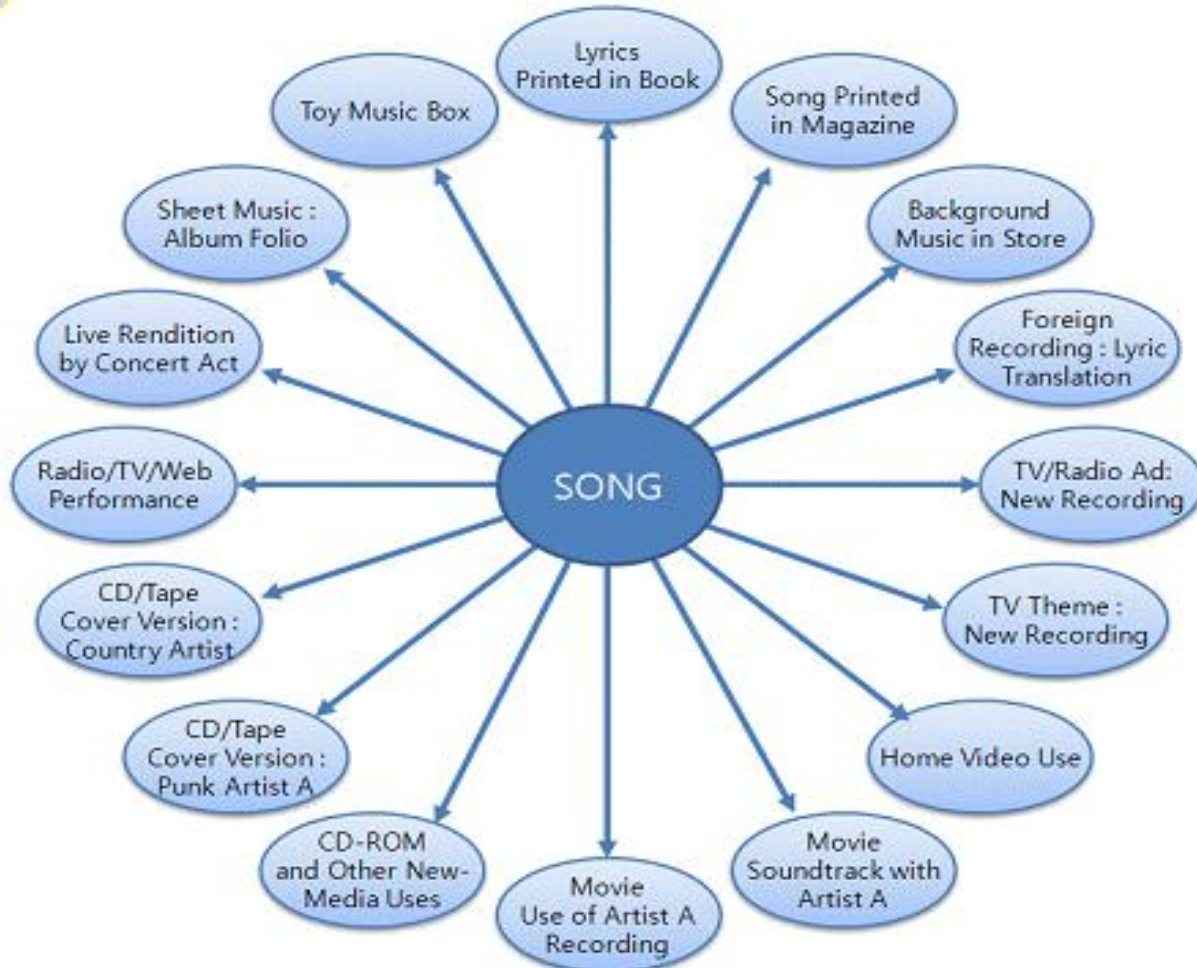 Lyrics
Printed in Book
Song Printed
in Magazine
Background
Music in Store
Foreign
Recording : Lyric
Translation
TV/Radio Ad:
New Recording
TV Theme :
New Recording
Home Video Use
Movie
Soundtrack with
Artist A
Movie
Use of Artist A
Recording
CD-ROM
and Other New-
Media Uses
CD/Tape
Cover Version :
Punk Artist A
CD/Tape
Cover Version :
Country Artist
Radio/TV/Web
Performance
Live Rendition
by Concert Act
Sheet Music :
Album Folio
Toy Music Box
SONG